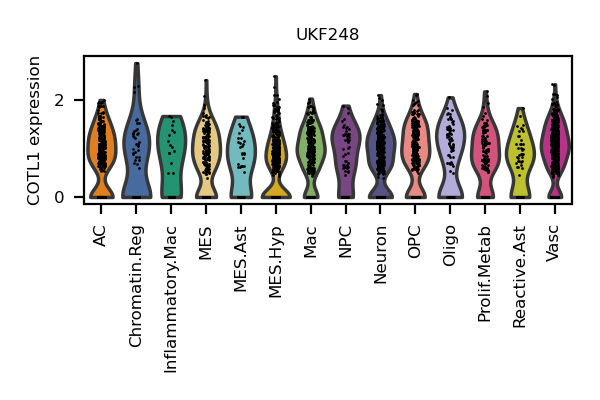 UKF248
COTL1 expression
2
0
AC
Chromatin.Reg
Inflammatory.Mac
MES
MES.Ast
MES.Hyp
Mac
NPC
Neuron
OPC
Oligo
Prolif.Metab
Reactive.Ast
Vasc